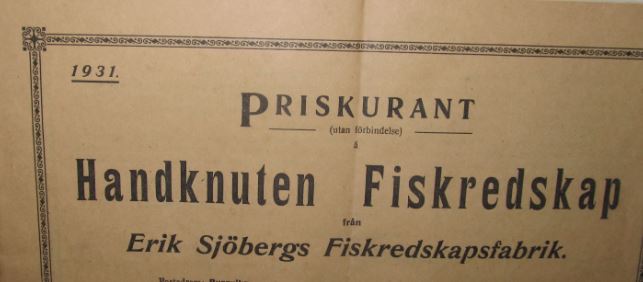 1931.
PRISKURANT
(utan förbindelse)
å
Handknuten Fiskredskap
från
Erik Sjöbergs Fiskredskapsfabrik.